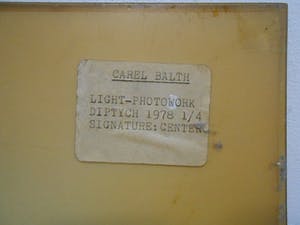 CAREL BALTH
LIGHT-PHOTOWORK
DIPTYCH 1978 1/4
SIGNATURE: CENTER